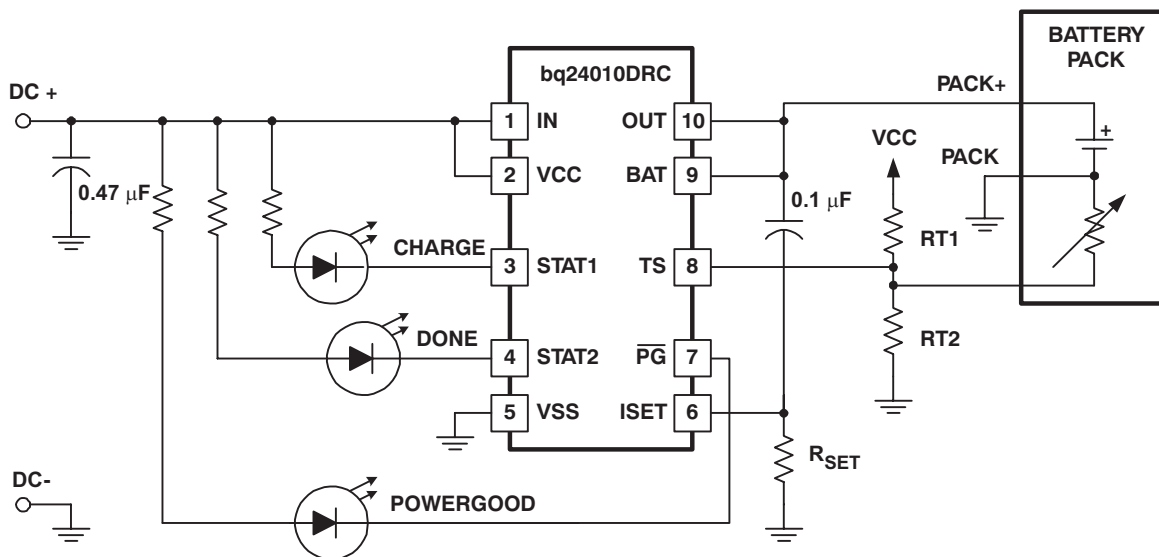 BATTERY
PACK
bq24010DRC
DC +
PACK+
1 IN OUT 10
VCC
PACK
2 VCC BAT 9
0.47 μF
0.1 μF
RT1
CHARGE
3 STAT1 TS 8
+
DONE
RT2
4 STAT2 PG 7
5 VSS ISET 6
RSET
DC-
POWERGOOD